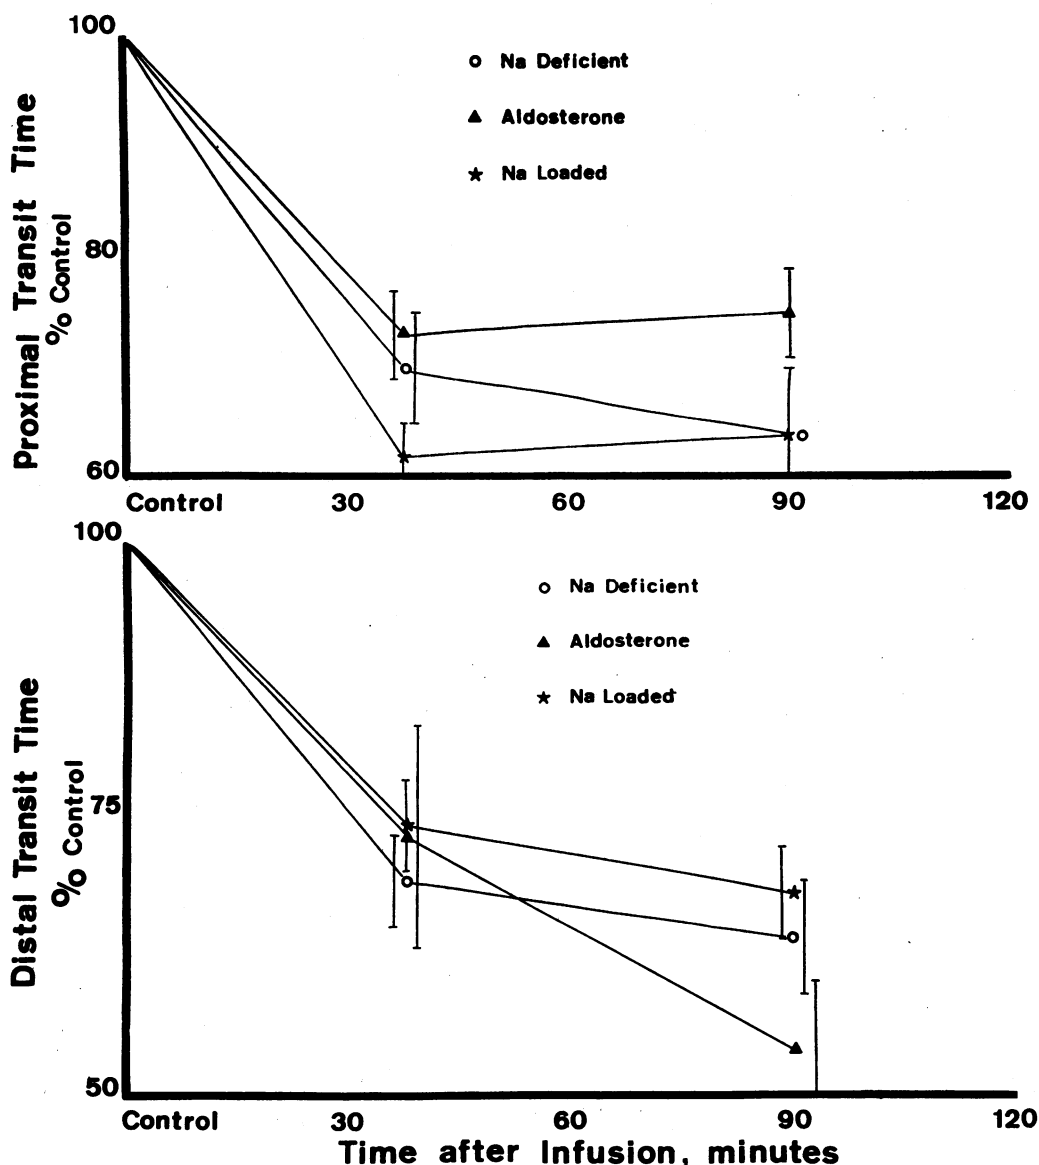 100
Na Deficient
Aldosterone
Na Loaded
80
60
Proximal Transit Time
% Control
Control 30 60 90 120
100
Na Deficient
Aldosterone
Na Loaded
75
50
Distal Transit Time
% Control
Control 30 60 90 120
Time after Infusion, minutes